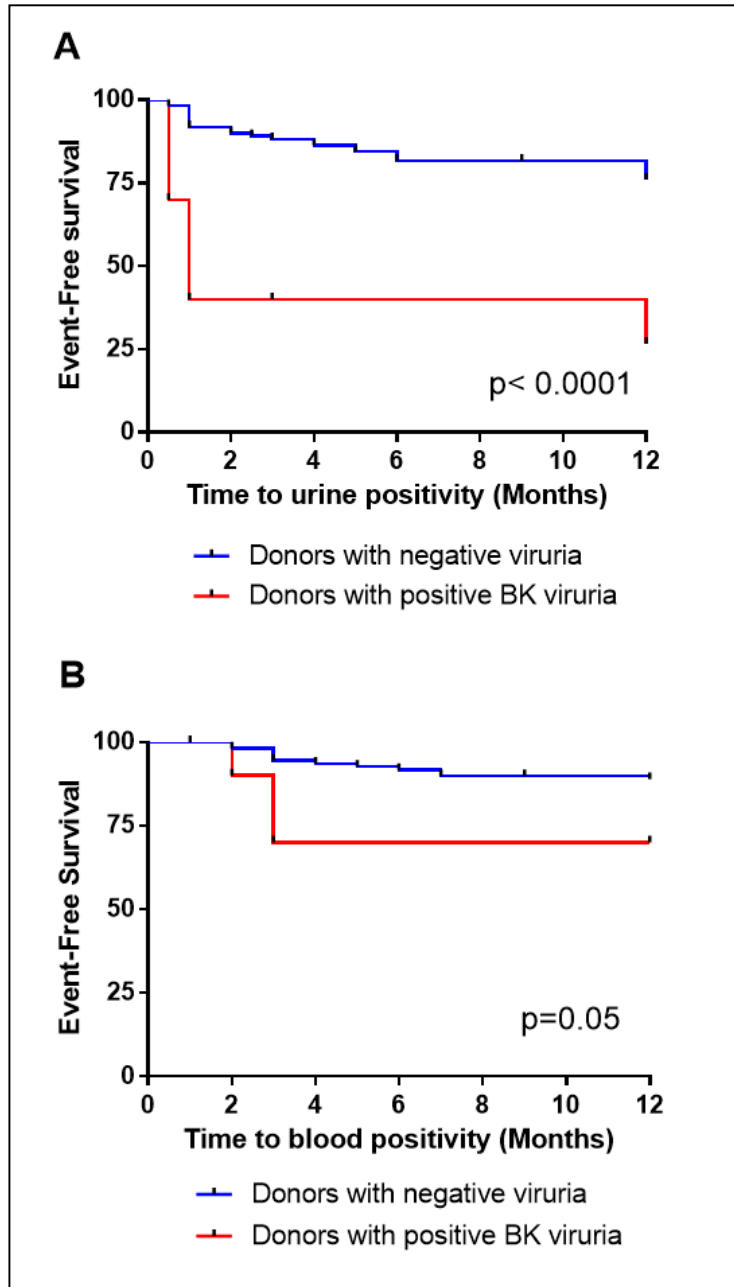 A
Event-Free survival
100
75
50
25
0
p< 0.0001
0 2 4 6 8 10 12
Time to urine positivity (Months)
Donors with negative viruria
Donors with positive BK viruria
B
Event-Free Survival
100
75
50
25
0
p=0.05
0 2 4 6 8 10 12
Time to blood positivity (Months)
Donors with negative viruria
Donors with positive BK viruria